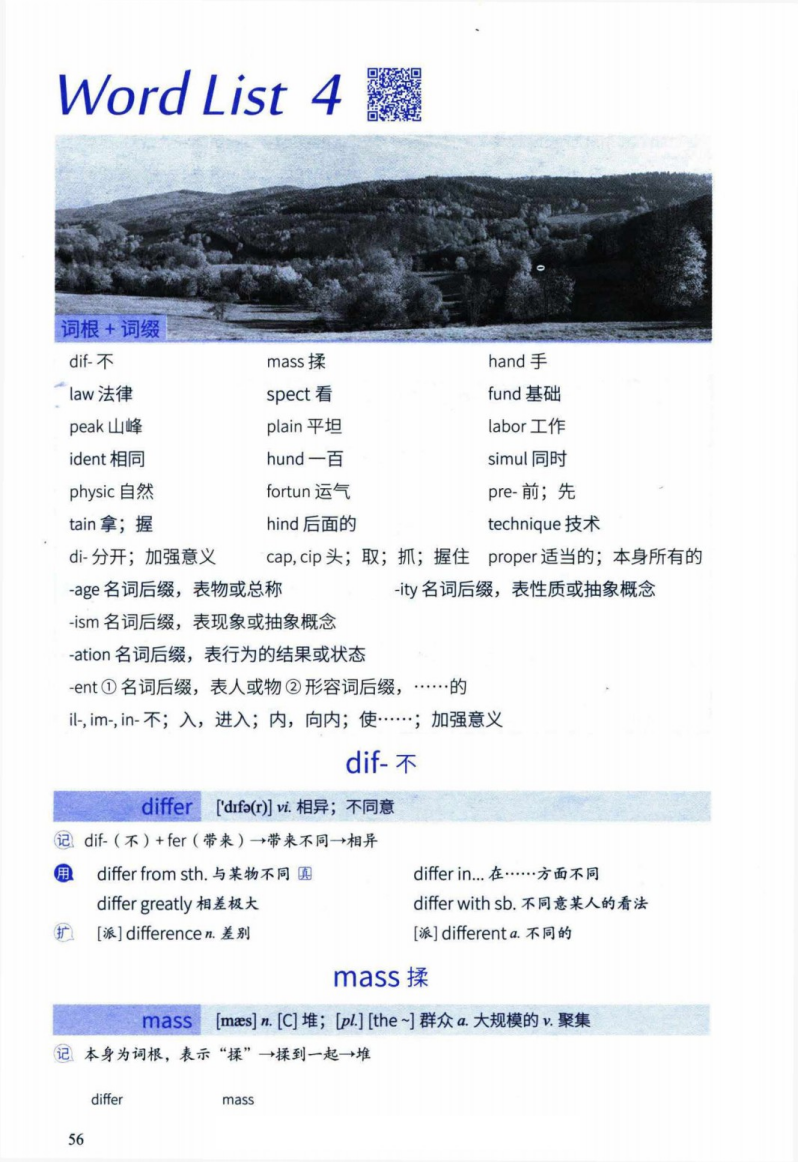 Word List 4
词根 + 词缀
dif- 不 mass 揉 hand 手
law 法律 spect 看 fund 基础
peak 山峰 plain 平坦 labor 工作
ident 相同 hund 一百 simul 同时
physic 自然 fortun 运气 pre- 前；先
tain 拿；握 hind 后面的 technique 技术
di- 分开；加强意义 cap, cip 头；取；抓；握住 proper 适当的；本身所有的
-age 名词后缀，表物或总称 -ity 名词后缀，表性质或抽象概念
-ism 名词后缀，表现象或抽象概念
-ation 名词后缀，表行为的结果或状态
-ent ① 名词后缀，表人或物 ② 形容词后缀，……的
il-, im-, in- 不；入，进入；内，向内；使……；加强意义
dif- 不
differ ['dɪfə(r)] vi. 相异；不同意
记 dif-（不）+ fer（带来）→带来不同→相异
用 differ from sth. 与某物不同 真 differ in... 在……方面不同
differ greatly 相差极大 differ with sb. 不同意某人的看法
扩 [派] difference n. 差别 [派] different a. 不同的
mass 揉
mass [mæs] n. [C] 堆；[pl.] [the ~] 群众 a. 大规模的 v. 聚集
记 本身为词根，表示“揉”→揉到一起→堆
differ mass
56